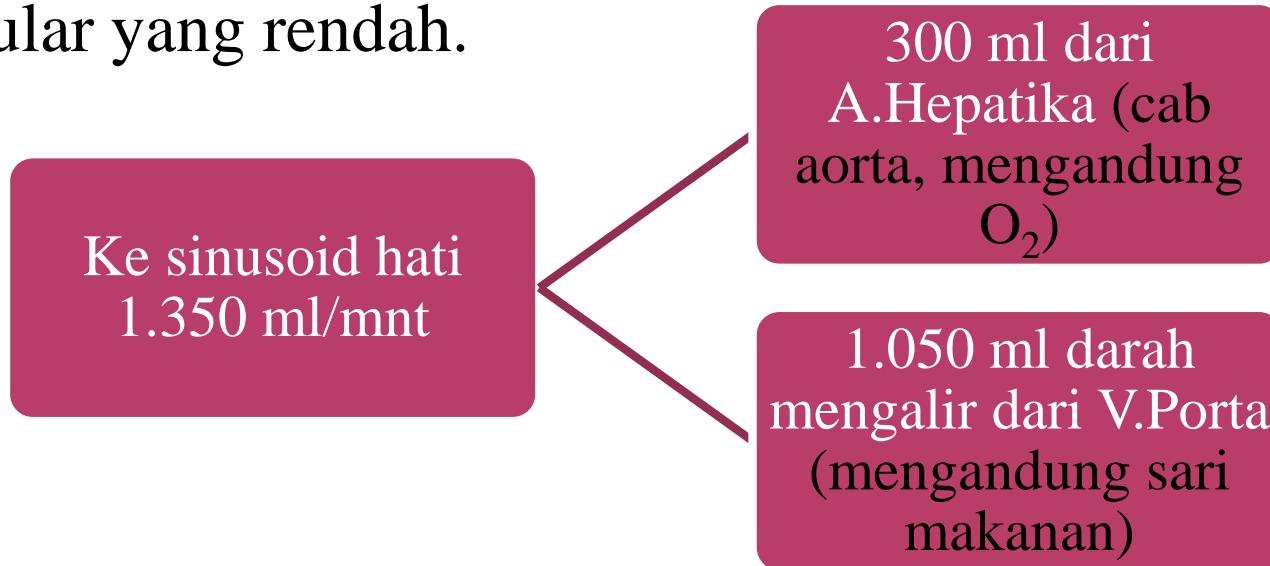 yang rendah.
300 ml dari
A.Hepatika (cab
aorta, mengandung
O₂)
Ke sinusoid hati
1.350 ml/mnt
1.050 ml darah
mengalir dari V.Porta
(mengandung sari
makanan)